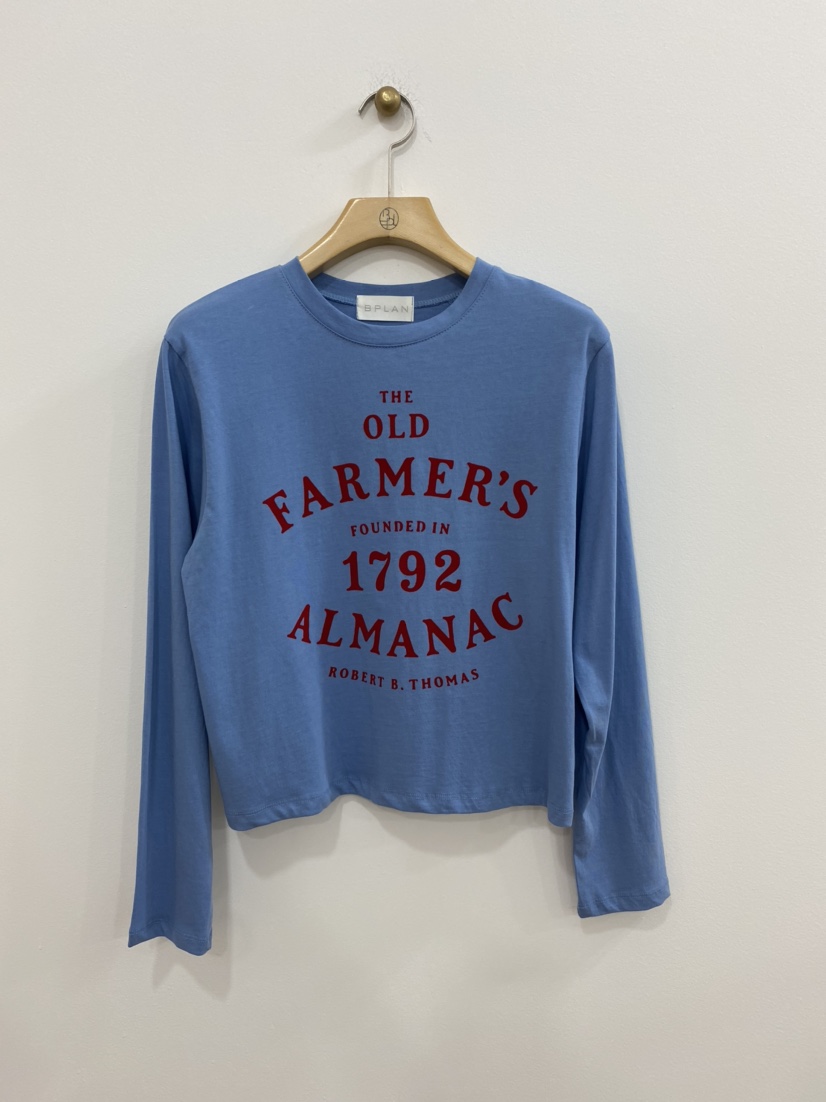 BPLAN
THE
OLD
FARMER'S
FOUNDED IN
1792
ALMANAC
ROBERT B. THOMAS